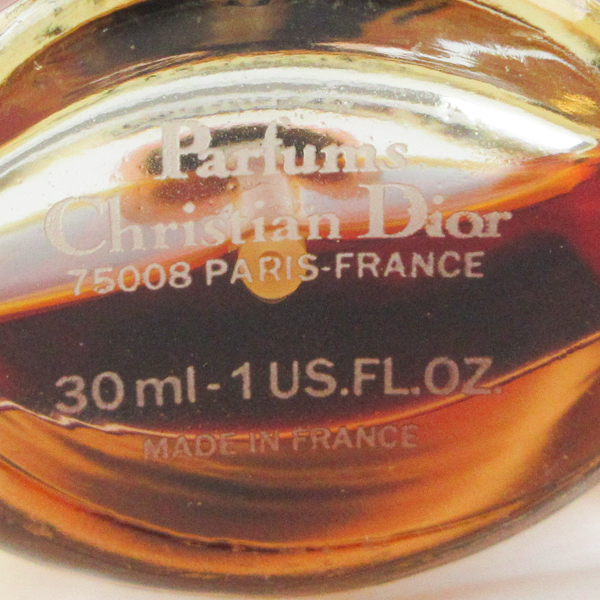 Parfums
Christian Dior
75008 PARIS-FRANCE
30 ml - 1 US.FL.OZ.
MADE IN FRANCE